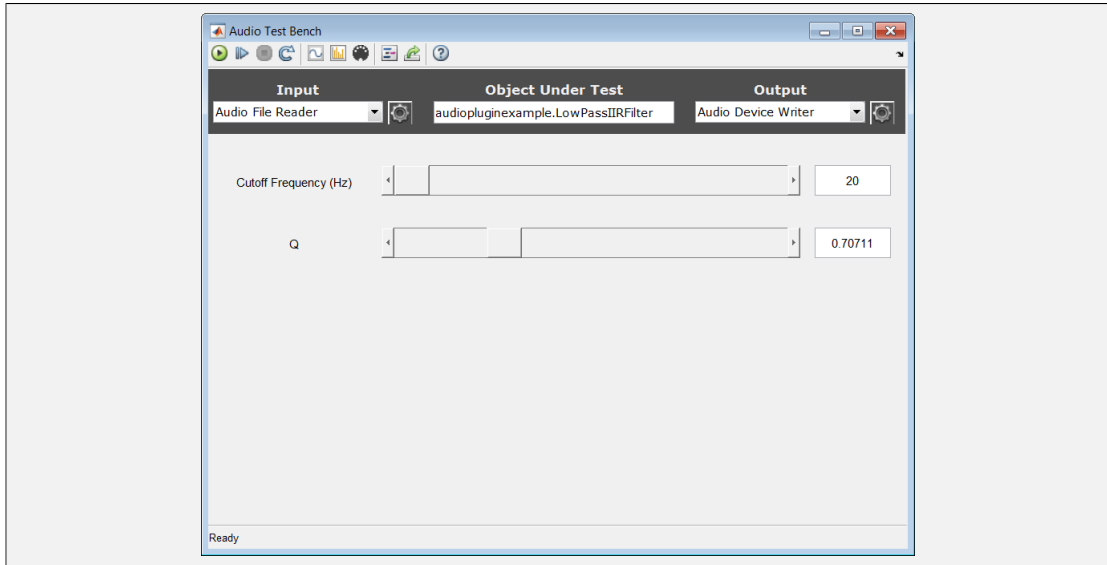 Audio Test Bench
Input Object Under Test Output
Audio File Reader audiopluginexample.LowPassIIRFilter Audio Device Writer
Cutoff Frequency (Hz) 20
Q 0.70711
Ready